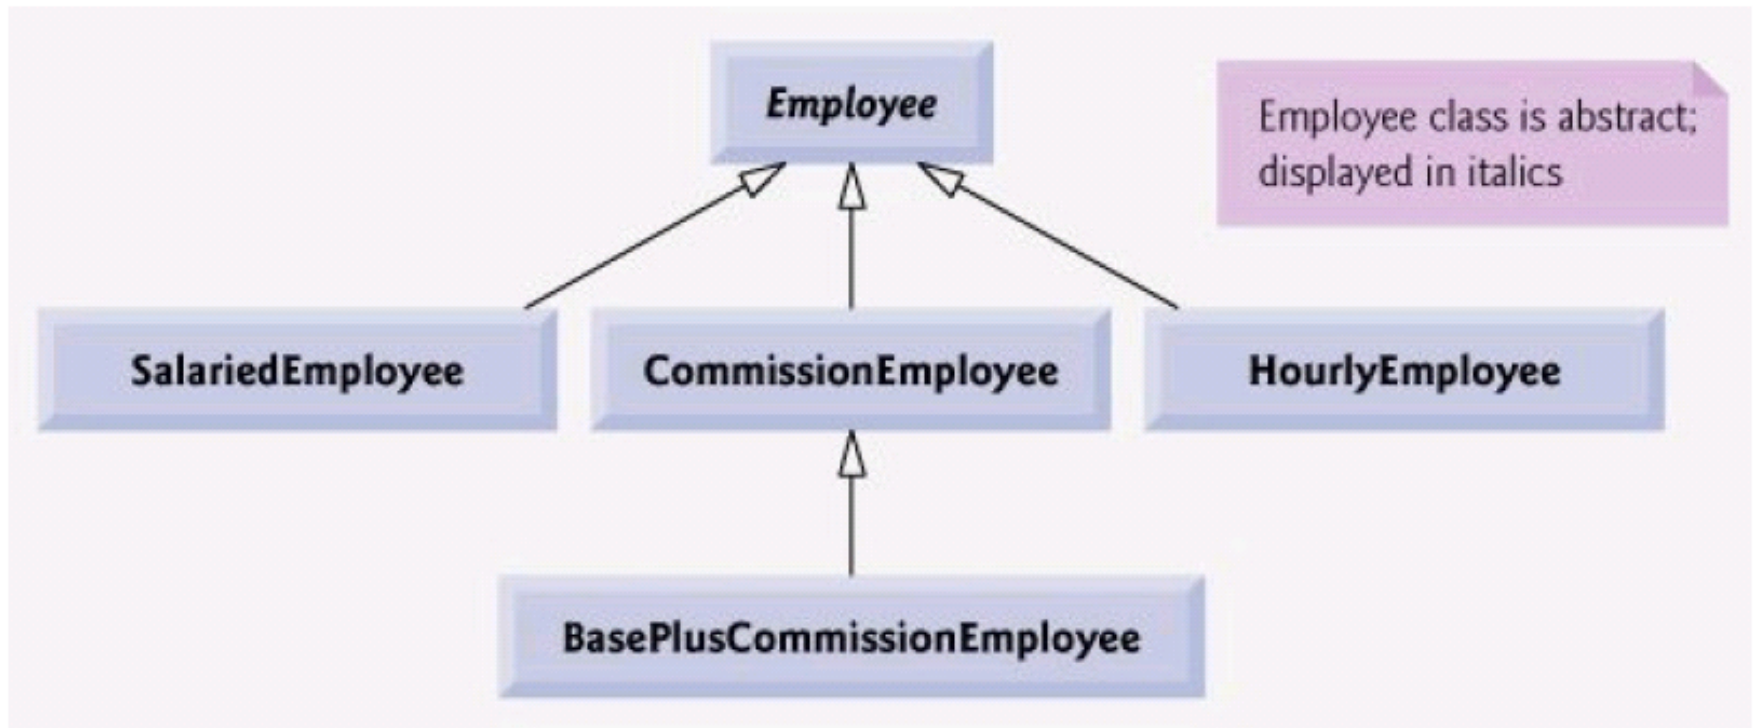 Employee
Employee class is abstract;
displayed in italics
SalariedEmployee
CommissionEmployee
HourlyEmployee
BasePlusCommissionEmployee